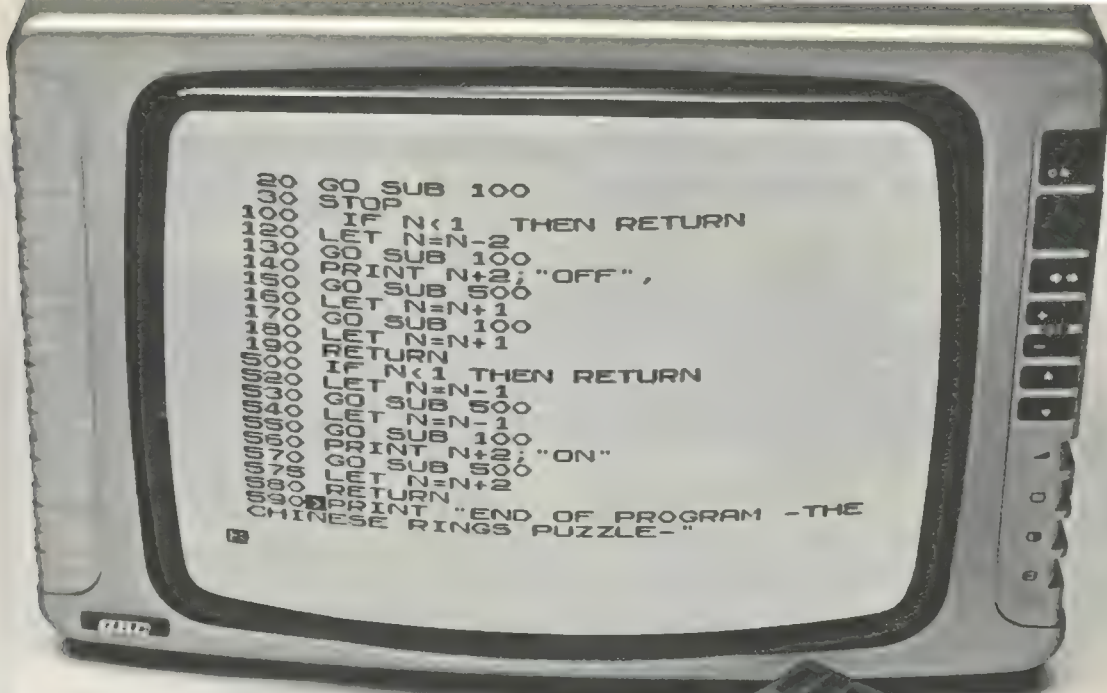 20 GO SUB 100
30 STOP
100 IF N<1 THEN RETURN
120 LET N=N-2
130 GO SUB 100
140 PRINT N+2;"OFF",
150 GO SUB 500
160 LET N=N+1
170 GO SUB 100
180 LET N=N+1
190 RETURN
500 IF N<1 THEN RETURN
520 LET N=N-1
530 GO SUB 500
540 LET N=N-1
550 GO SUB 100
560 PRINT N+2;"ON"
570 GO SUB 500
575 LET N=N+2
580 RETURN
590>PRINT "END OF PROGRAM -THE
CHINESE RINGS PUZZLE-"